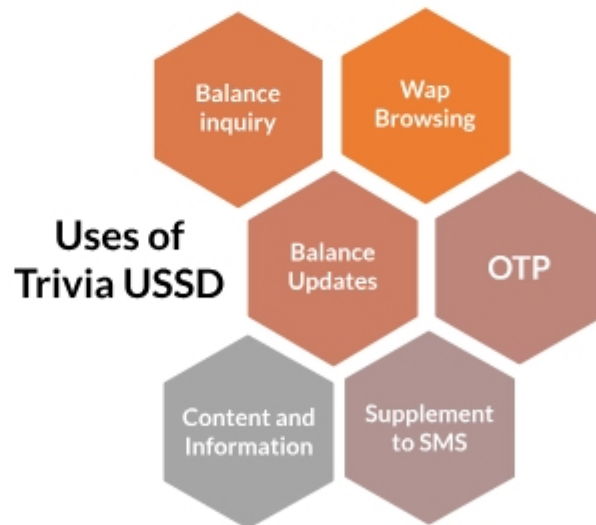 Balance
inquiry
Wap
Browsing
Uses of
Trivia USSD
Balance
Updates
OTP
Content and
Information
Supplement
to SMS